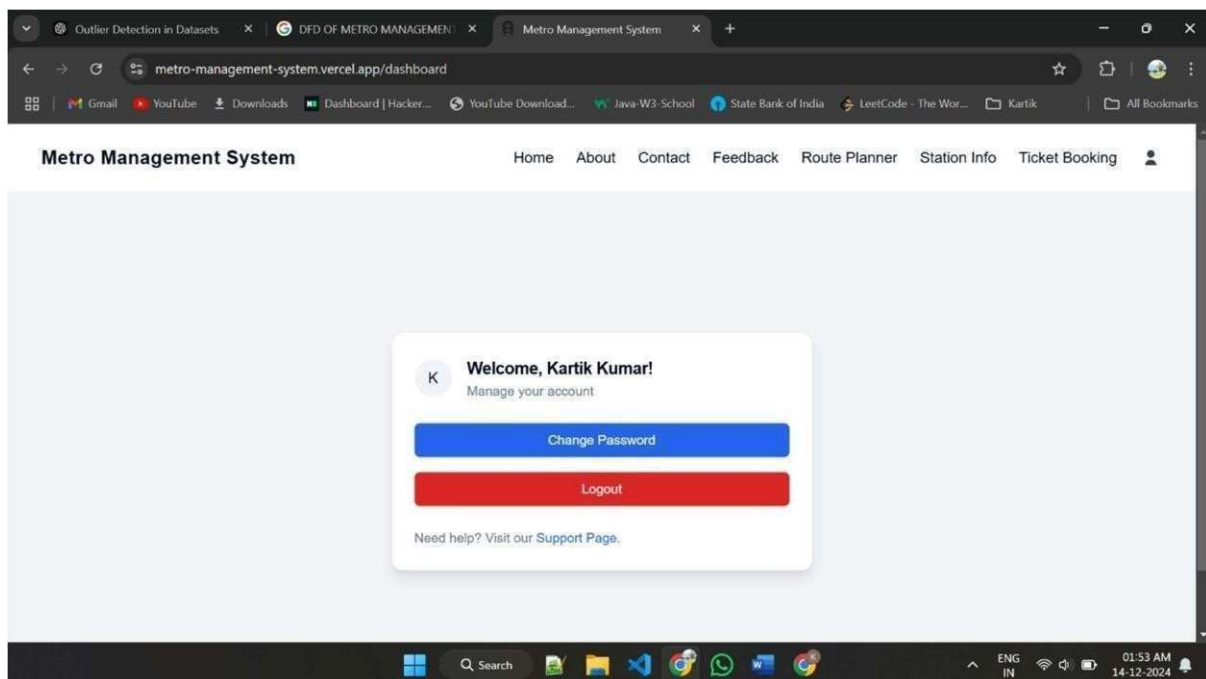 Outlier Detection in Datasets
DFD OF METRO MANAGEMENT
Metro Management System
metro-management-system.vercel.app/dashboard
Gmail YouTube Downloads Dashboard | Hacker... YouTube Download... Java-W3-School State Bank of India LeetCode - The Wor... Kartik All Bookmarks
Metro Management System Home About Contact Feedback Route Planner Station Info Ticket Booking
K
Welcome, Kartik Kumar!
Manage your account
Change Password
Logout
Need help? Visit our Support Page.
Search ENG 01:53 AM
IN 14-12-2024